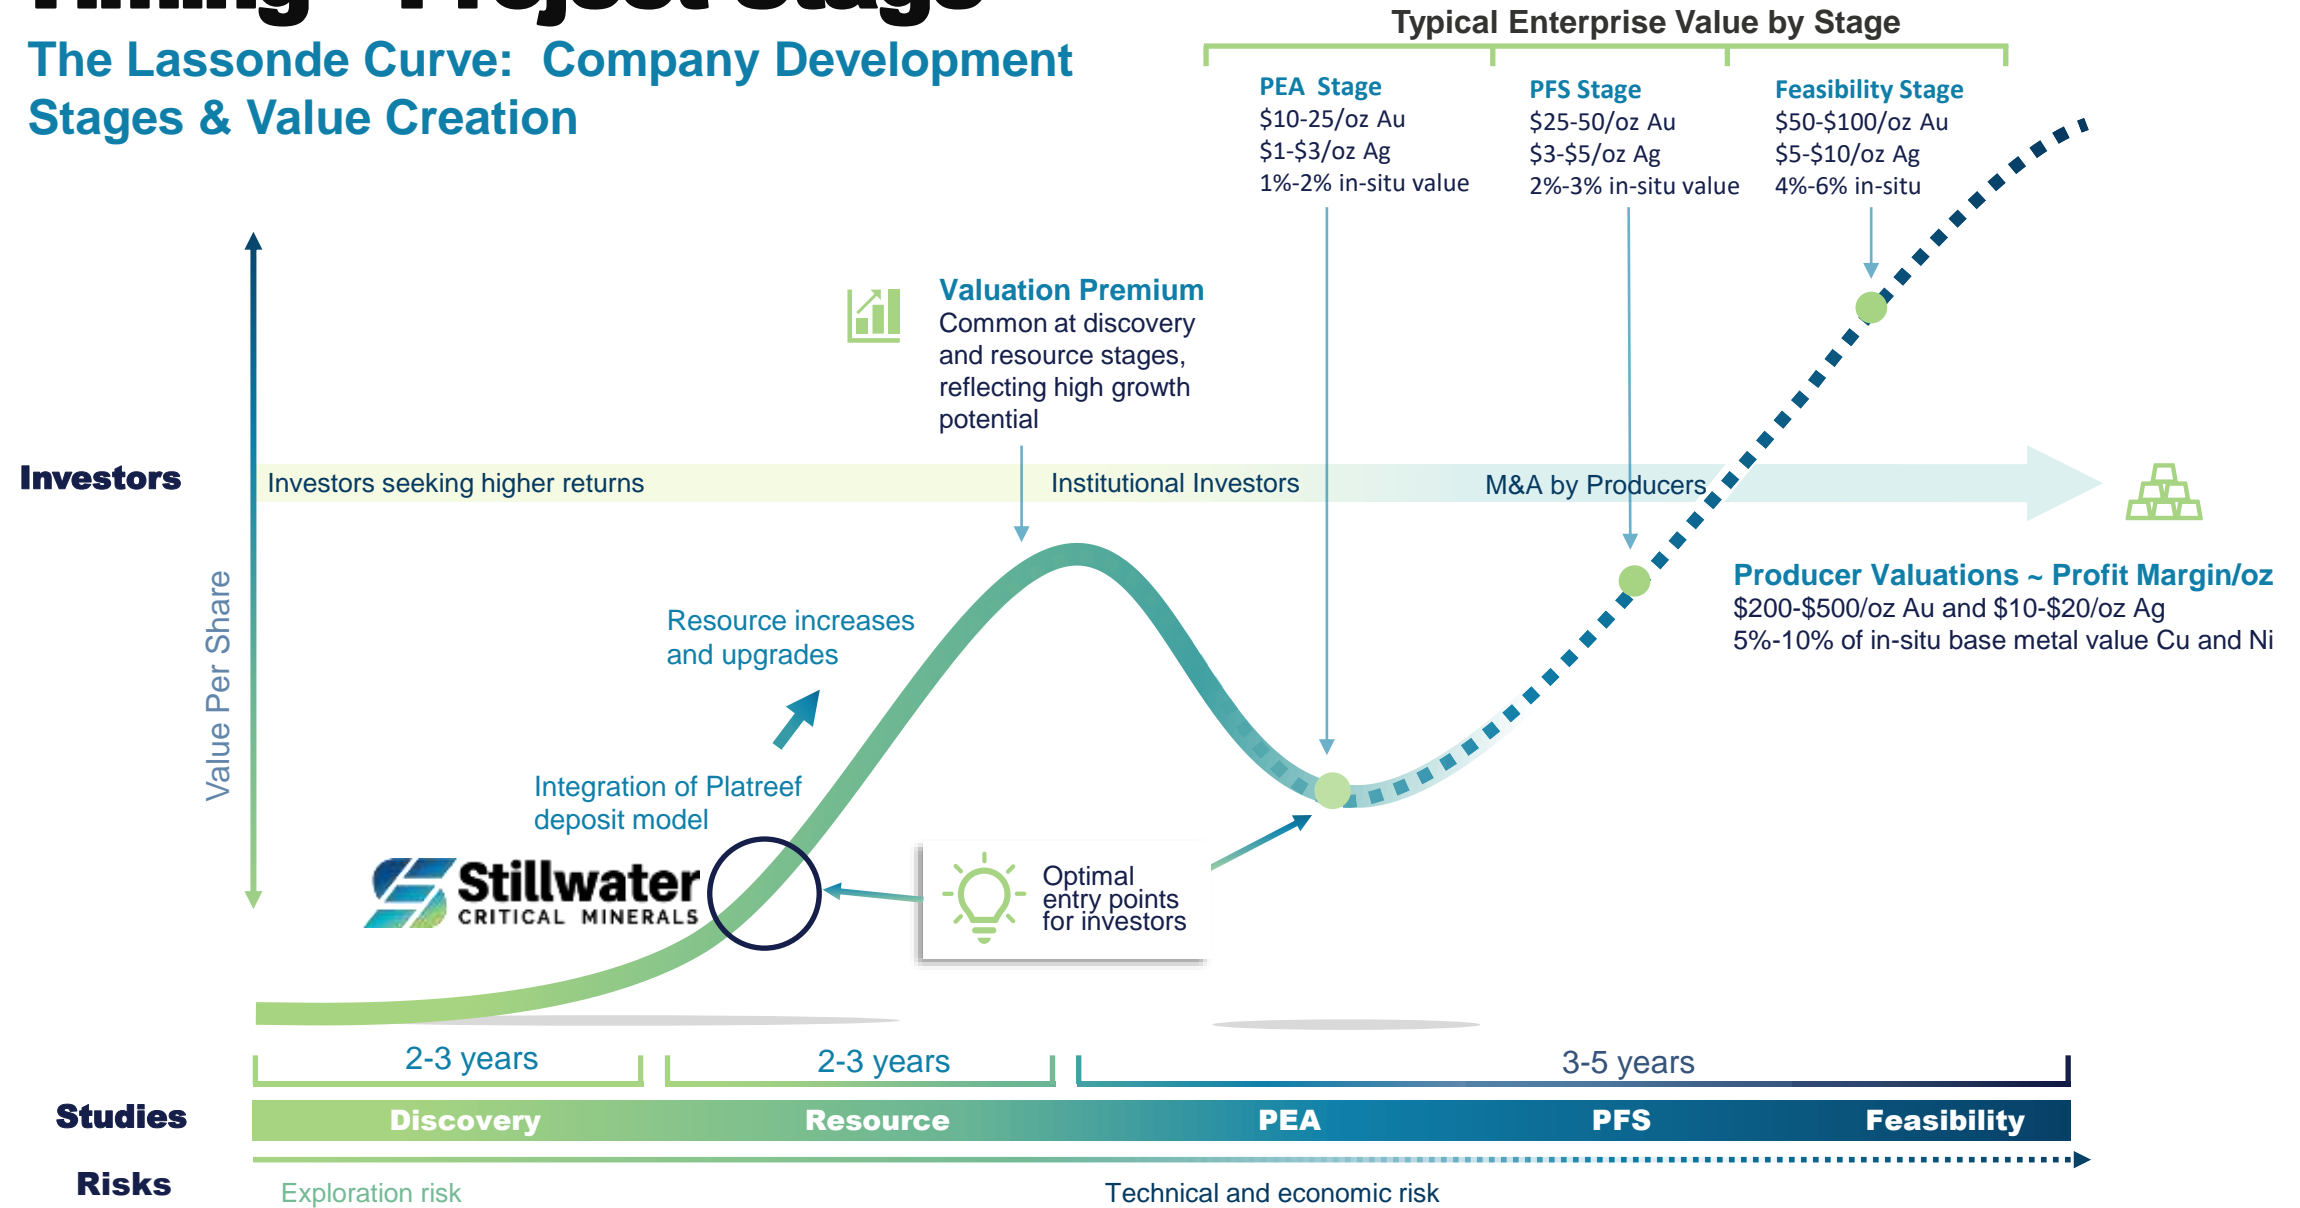 Timing - Project Stage
The Lassonde Curve: Company Development
Stages & Value Creation
Typical Enterprise Value by Stage
PEA Stage
$10-25/oz Au
$1-$3/oz Ag
1%-2% in-situ value
PFS Stage
$25-50/oz Au
$3-$5/oz Ag
2%-3% in-situ value
Feasibility Stage
$50-$100/oz Au
$5-$10/oz Ag
4%-6% in-situ
Valuation Premium
Common at discovery
and resource stages,
reflecting high growth
potential
Investors
Investors seeking higher returns
Institutional Investors
M&A by Producers
Value Per Share
Producer Valuations ~ Profit Margin/oz
$200-$500/oz Au and $10-$20/oz Ag
5%-10% of in-situ base metal value Cu and Ni
Resource increases
and upgrades
Integration of Platreef
deposit model
Stillwater
CRITICAL MINERALS
Optimal
entry points
for investors
2-3 years
2-3 years
3-5 years
Studies
Discovery
Resource
PEA
PFS
Feasibility
Risks
Exploration risk
Technical and economic risk